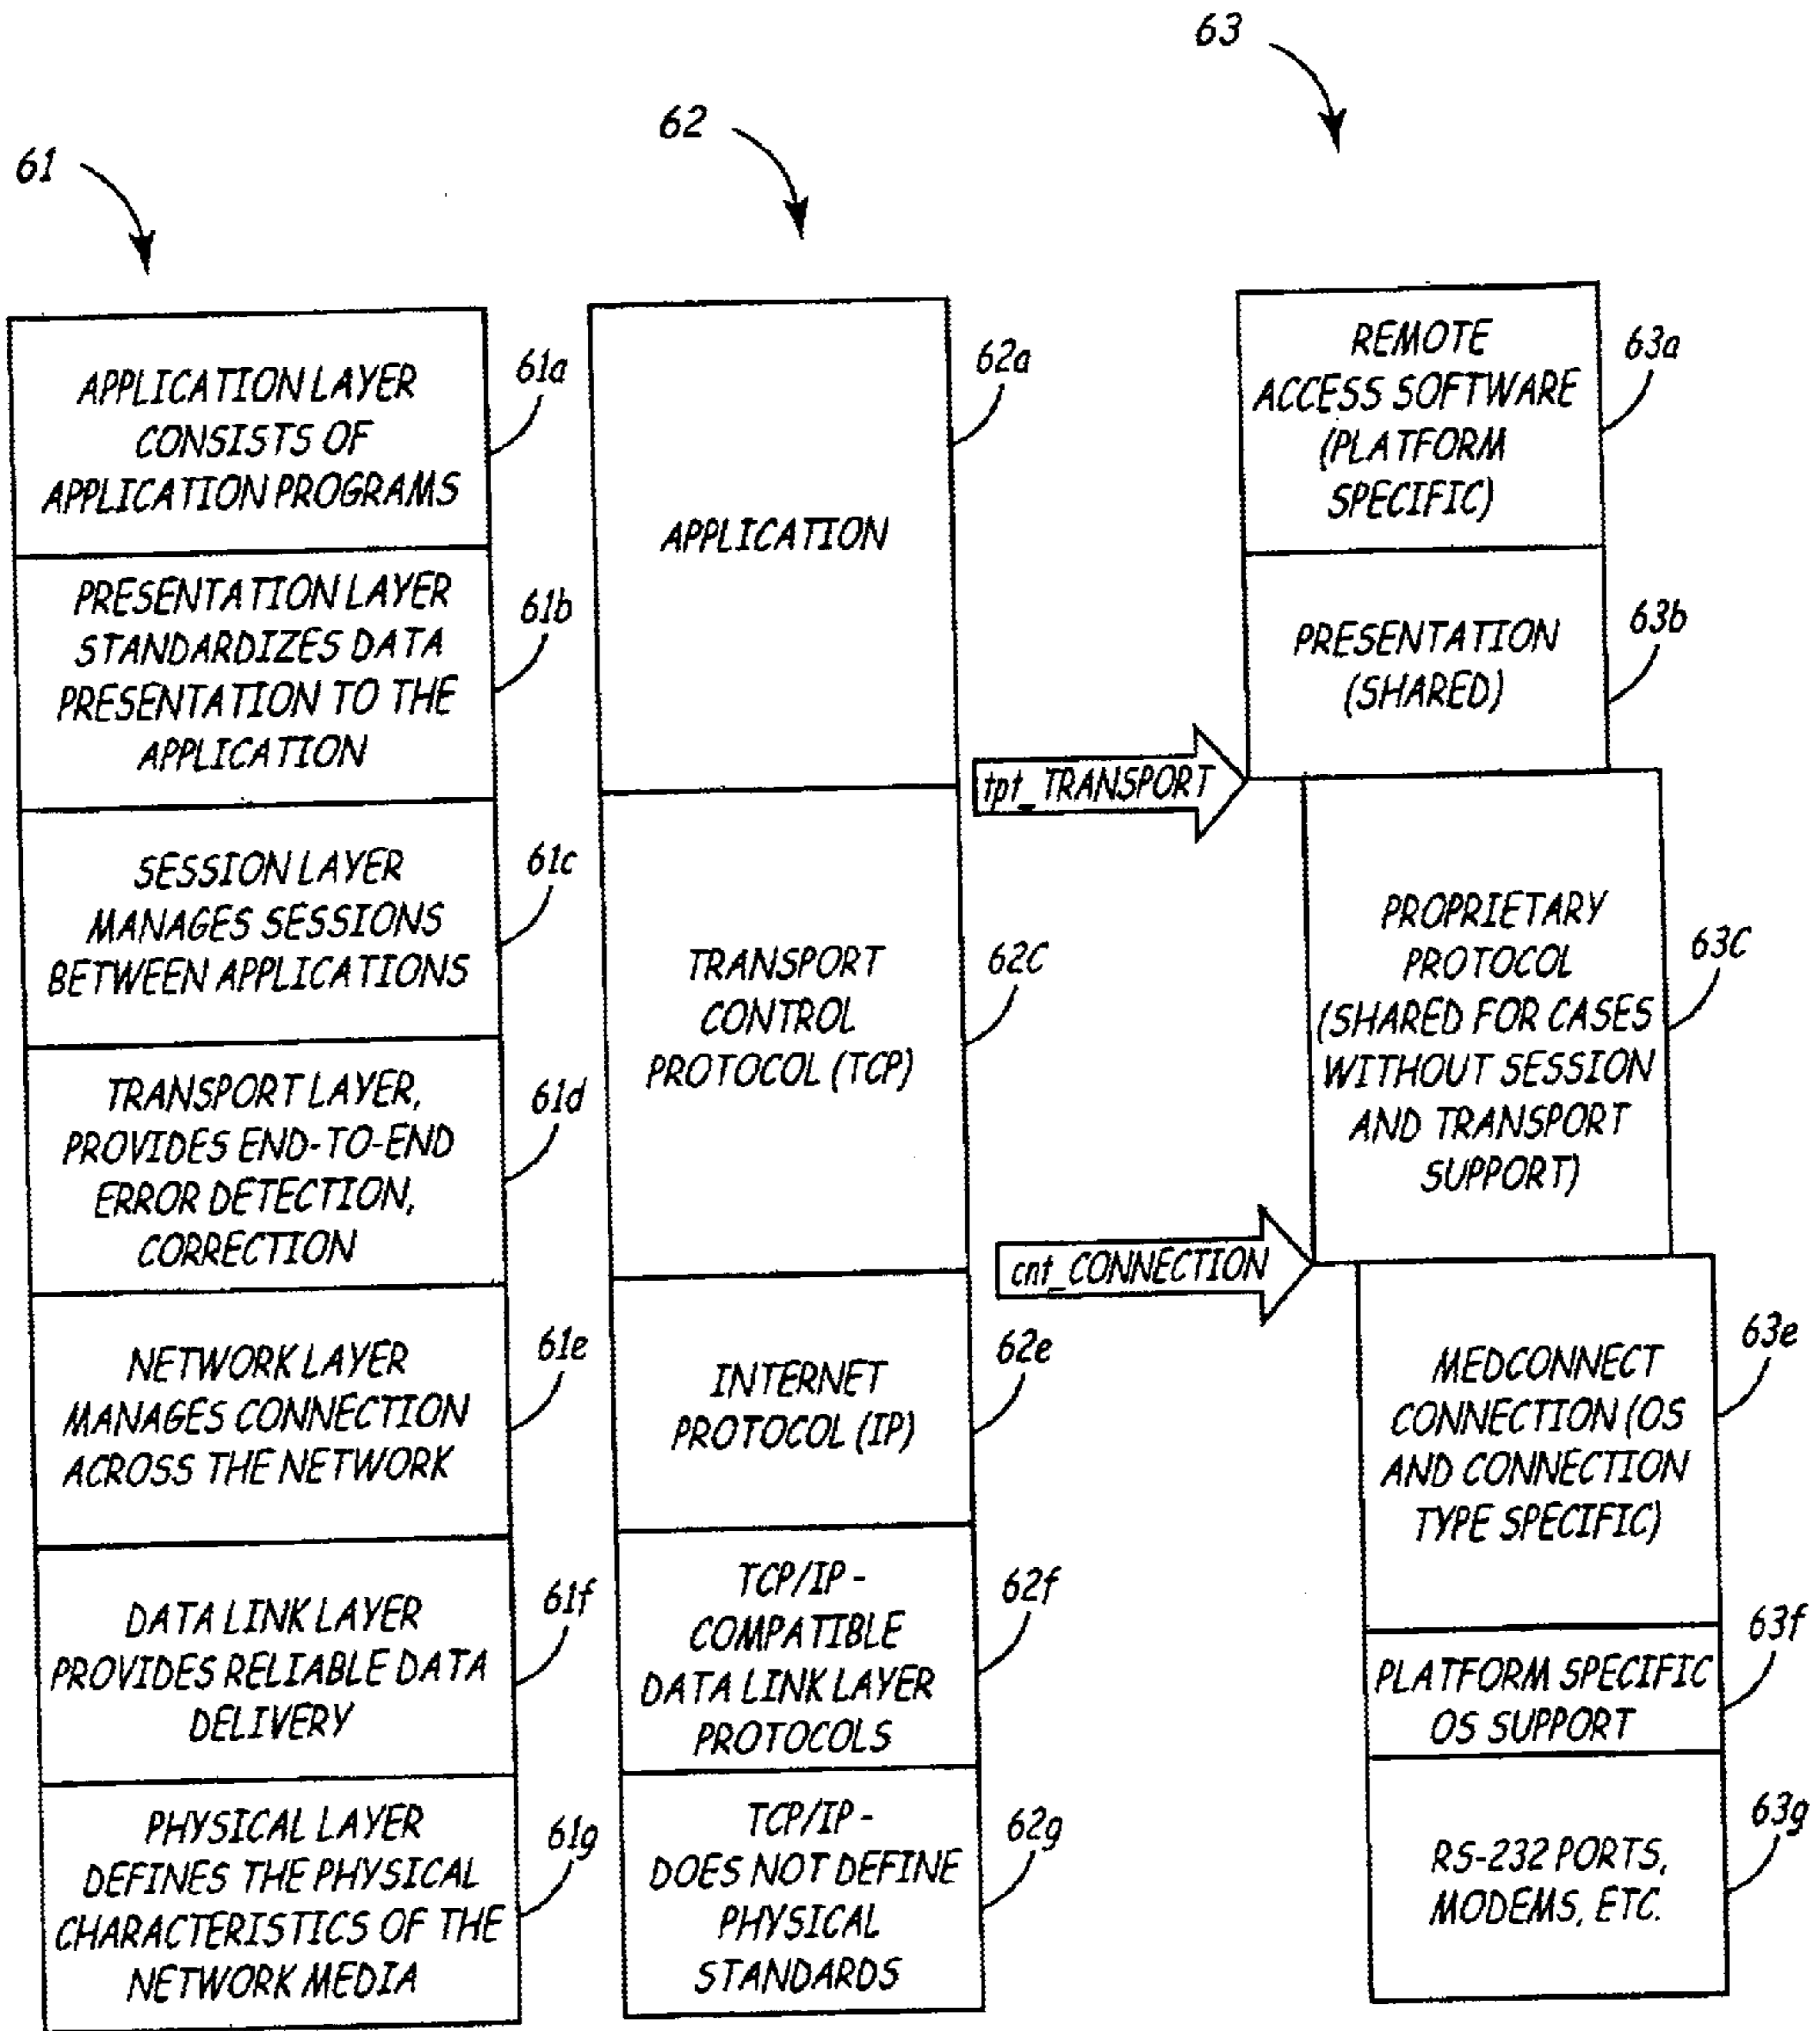 61
APPLICATION LAYER
CONSISTS OF
APPLICATION PROGRAMS
61a
PRESENTATION LAYER
STANDARDIZES DATA
PRESENTATION TO THE
APPLICATION
61b
SESSION LAYER
MANAGES SESSIONS
BETWEEN APPLICATIONS
61c
TRANSPORT LAYER,
PROVIDES END-TO-END
ERROR DETECTION,
CORRECTION
61d
NETWORK LAYER
MANAGES CONNECTION
ACROSS THE NETWORK
61e
DATA LINK LAYER
PROVIDES RELIABLE DATA
DELIVERY
61f
PHYSICAL LAYER
DEFINES THE PHYSICAL
CHARACTERISTICS OF THE
NETWORK MEDIA
61g
62
APPLICATION
62a
TRANSPORT
CONTROL
PROTOCOL (TCP)
62C
INTERNET
PROTOCOL (IP)
62e
TCP/IP -
COMPATIBLE
DATA LINK LAYER
PROTOCOLS
62f
TCP/IP -
DOES NOT DEFINE
PHYSICAL
STANDARDS
62g
tpt_TRANSPORT
cnt_CONNECTION
63
REMOTE
ACCESS SOFTWARE
(PLATFORM
SPECIFIC)
63a
PRESENTATION
(SHARED)
63b
PROPRIETARY
PROTOCOL
(SHARED FOR CASES
WITHOUT SESSION
AND TRANSPORT
SUPPORT)
63C
MEDCONNECT
CONNECTION (OS
AND CONNECTION
TYPE SPECIFIC)
63e
PLATFORM SPECIFIC
OS SUPPORT
63f
RS-232 PORTS,
MODEMS, ETC.
63g